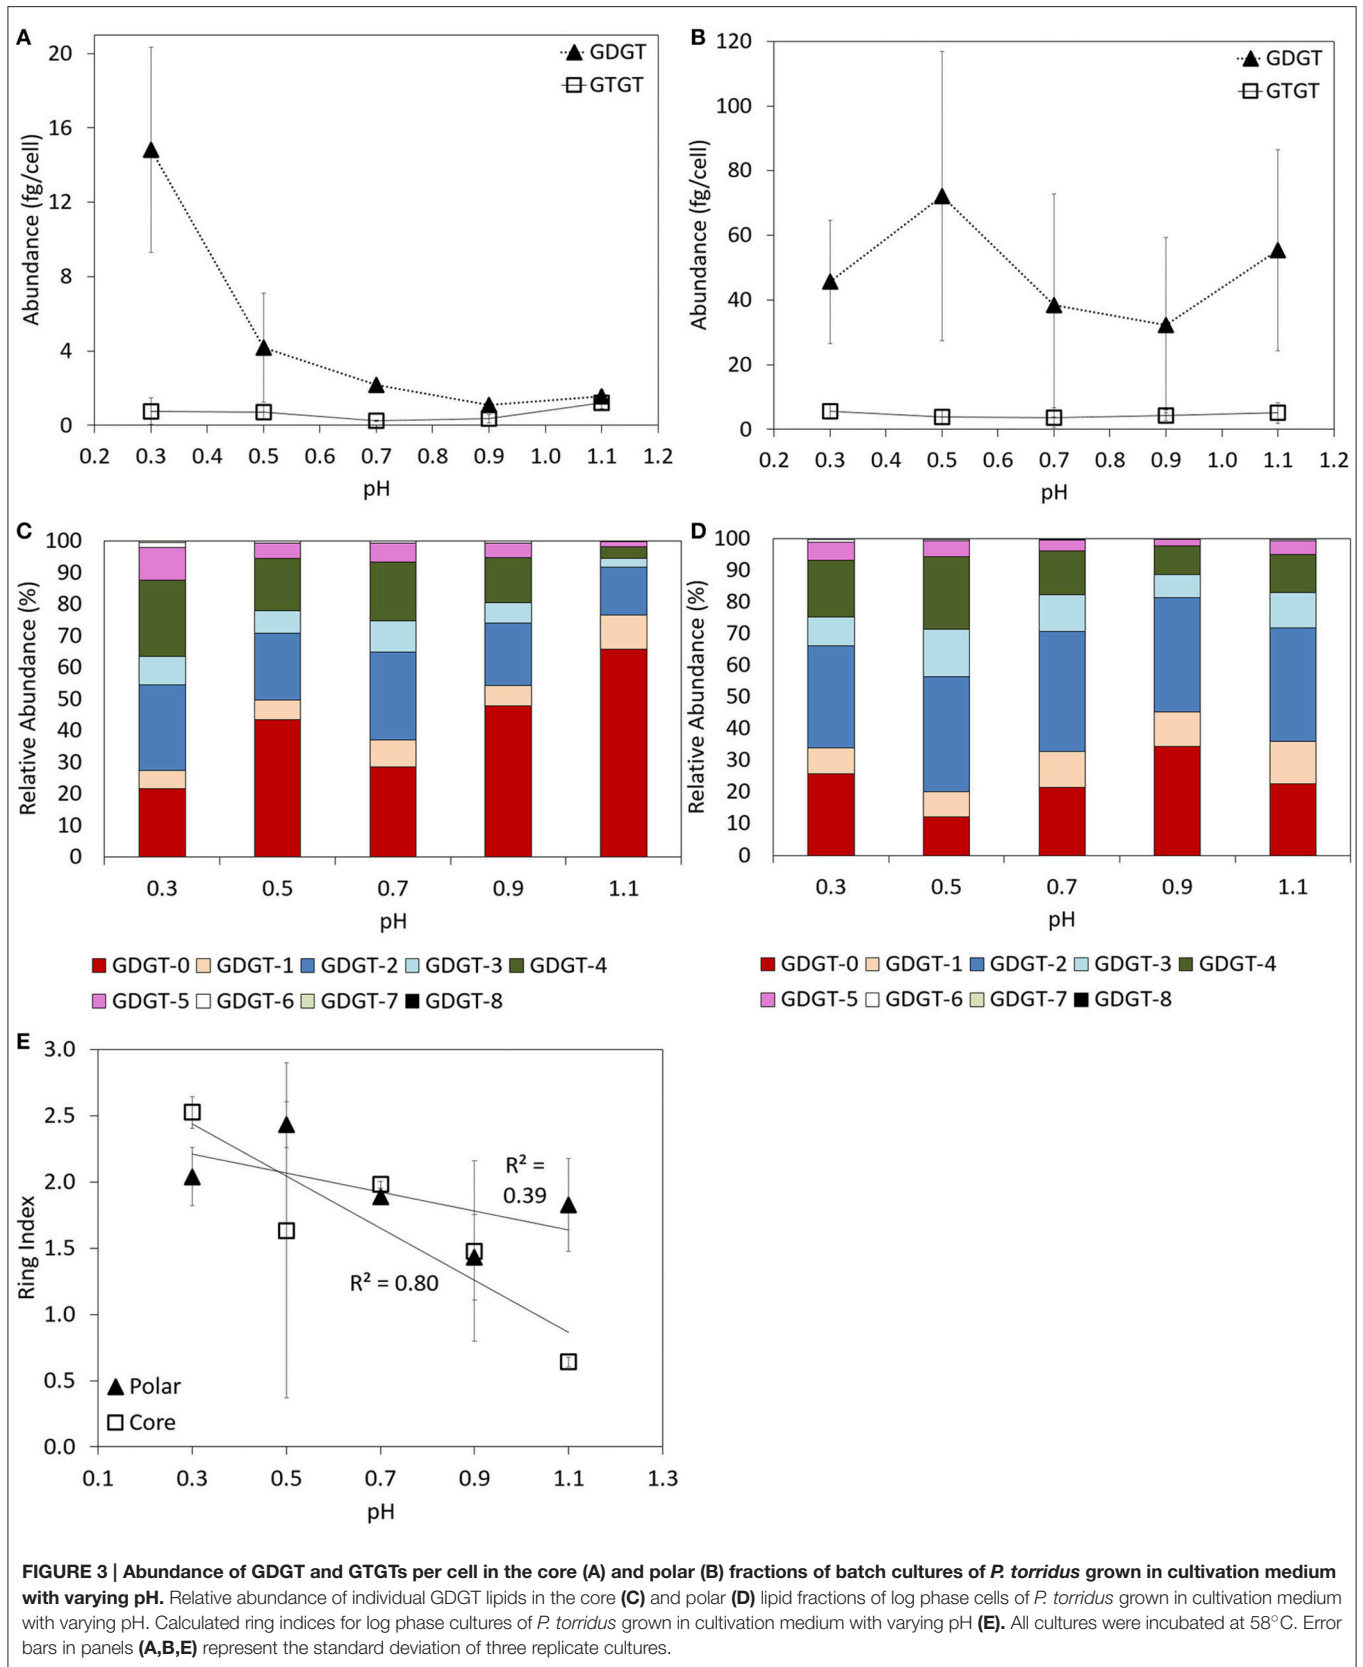 A
20
16
12
8
4
0
0.2 0.3 0.4 0.5 0.6 0.7 0.8 0.9 1.0 1.1 1.2
Abundance (fg/cell)
pH
GDGT
GTGT
B
120
100
80
60
40
20
0
0.2 0.3 0.4 0.5 0.6 0.7 0.8 0.9 1.0 1.1 1.2
Abundance (fg/cell)
pH
GDGT
GTGT
C
100
90
80
70
60
50
40
30
20
10
0
Relative Abundance (%)
0.3 0.5 0.7 0.9 1.1
pH
GDGT-0 GDGT-1 GDGT-2 GDGT-3 GDGT-4
GDGT-5 GDGT-6 GDGT-7 GDGT-8
D
100
90
80
70
60
50
40
30
20
10
0
Relative Abundance (%)
0.3 0.5 0.7 0.9 1.1
pH
GDGT-0 GDGT-1 GDGT-2 GDGT-3 GDGT-4
GDGT-5 GDGT-6 GDGT-7 GDGT-8
E
3.0
2.5
2.0
1.5
1.0
0.5
0.0
Ring Index
R² =
0.39
R² = 0.80
Polar
Core
0.1 0.3 0.5 0.7 0.9 1.1 1.3
pH
FIGURE 3 | Abundance of GDGT and GTGTs per cell in the core (A) and polar (B) fractions of batch cultures of P. torridus grown in cultivation medium
with varying pH. Relative abundance of individual GDGT lipids in the core (C) and polar (D) lipid fractions of log phase cells of P. torridus grown in cultivation medium
with varying pH. Calculated ring indices for log phase cultures of P. torridus grown in cultivation medium with varying pH (E). All cultures were incubated at 58°C. Error
bars in panels (A,B,E) represent the standard deviation of three replicate cultures.